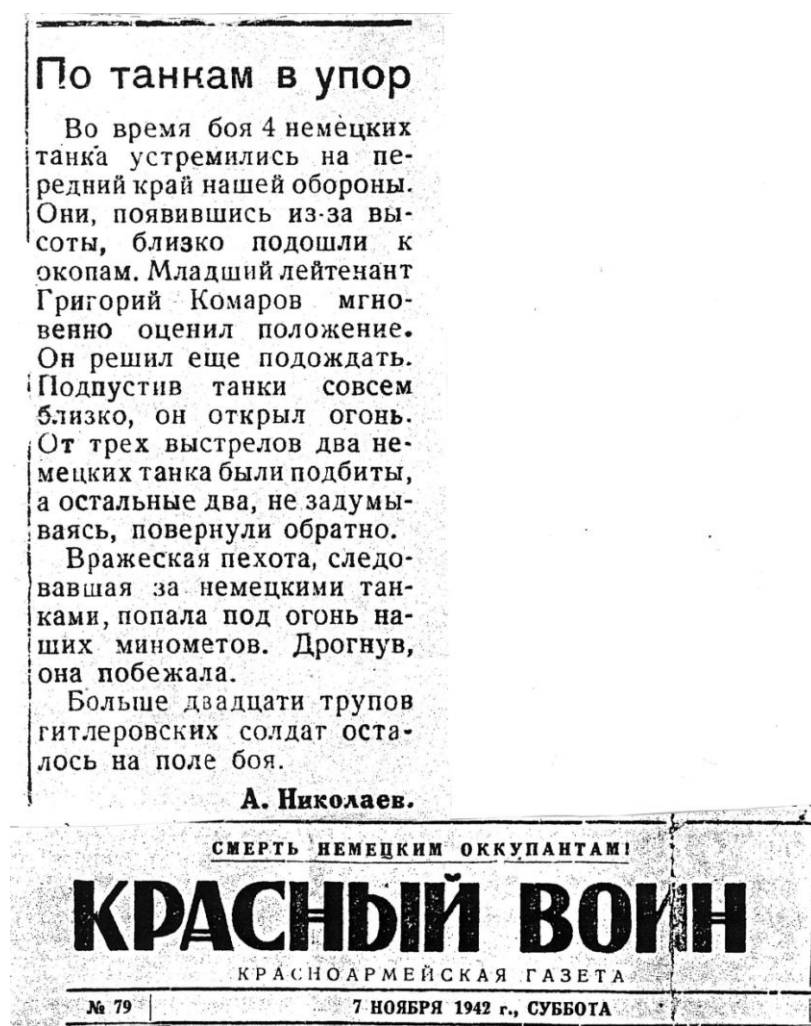 По танкам в упор
Во время боя 4 немецких
танка устремились на пе-
редний край нашей обороны.
Они, появившись из-за вы-
соты, близко подошли к
окопам. Младший лейтенант
Григорий Комаров мгно-
венно оценил положение.
Он решил еще подождать.
Подпустив танки совсем
близко, он открыл огонь.
От трех выстрелов два не-
мецких танка были подбиты,
а остальные два, не задумы-
ваясь, повернули обратно.
Вражеская пехота, следо-
вавшая за немецкими тан-
ками, попала под огонь на-
ших минометов. Дрогнув,
она побежала.
Больше двадцати трупов
гитлеровских солдат оста-
лось на поле боя.
А. Николаев.
СМЕРТЬ НЕМЕЦКИМ ОККУПАНТАМ!
КРАСНЫЙ ВОИН
КРАСНОАРМЕЙСКАЯ ГАЗЕТА
№ 79
7 НОЯБРЯ 1942 г., СУББОТА